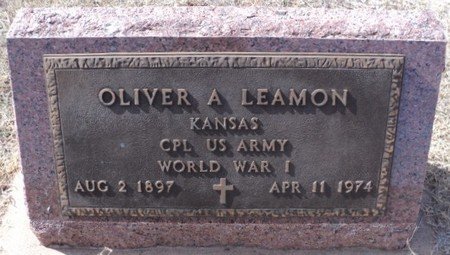 OLIVER A LEAMON
KANSAS
CPL US ARMY
WORLD WAR I
AUG 2 1897 APR 11 1974